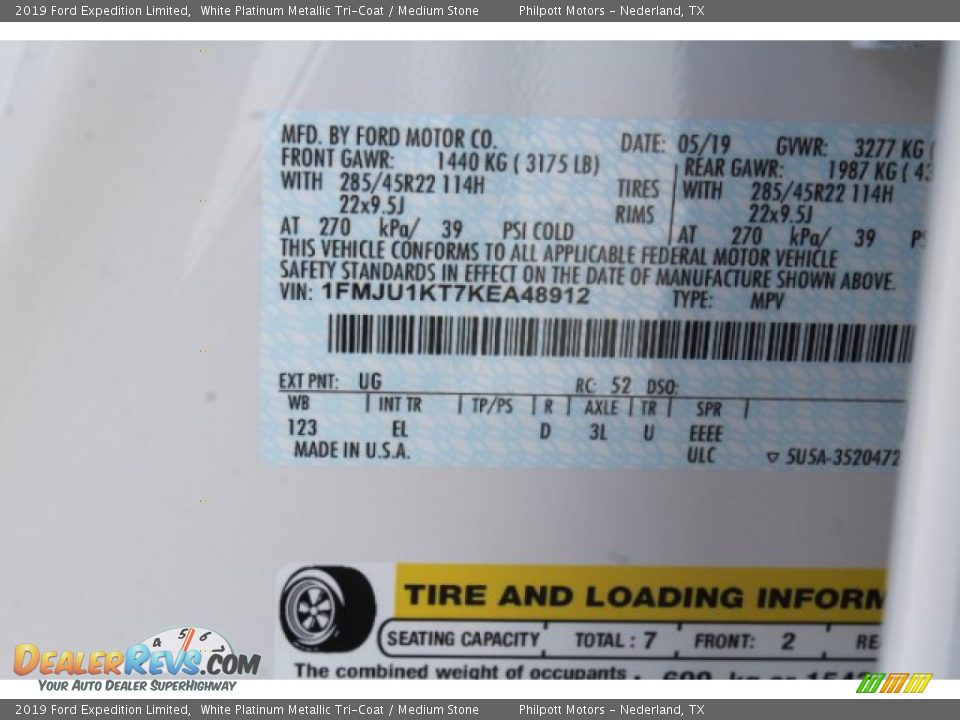 2019 Ford Expedition Limited, White Platinum Metallic Tri-Coat / Medium Stone Philpott Motors - Nederland, TX
MFD. BY FORD MOTOR CO. DATE: 05/19 GVWR: 3277 KG (
FRONT GAWR: 1440 KG ( 3175 LB) REAR GAWR: 1987 KG ( 43
WITH 285/45R22 114H TIRES WITH 285/45R22 114H
22x9.5J RIMS 22x9.5J
AT 270 kPa/ 39 PSI COLD AT 270 kPa/ 39 PS
THIS VEHICLE CONFORMS TO ALL APPLICABLE FEDERAL MOTOR VEHICLE
SAFETY STANDARDS IN EFFECT ON THE DATE OF MANUFACTURE SHOWN ABOVE.
VIN: 1FMJU1KT7KEA48912 TYPE: MPV
EXT PNT: UG RC: 52 DSO:
WB INT TR TP/PS R AXLE TR SPR
123 EL D 3L U EEEE
MADE IN U.S.A. ULC ▽ 5U5A-3520472
TIRE AND LOADING INFORM
SEATING CAPACITY TOTAL : 7 FRONT: 2 REA
The combined weight of occupants
4 5 6
DEALERREVS.COM
YOUR AUTO DEALER SUPERHIGHWAY
2019 Ford Expedition Limited, White Platinum Metallic Tri-Coat / Medium Stone Philpott Motors - Nederland, TX